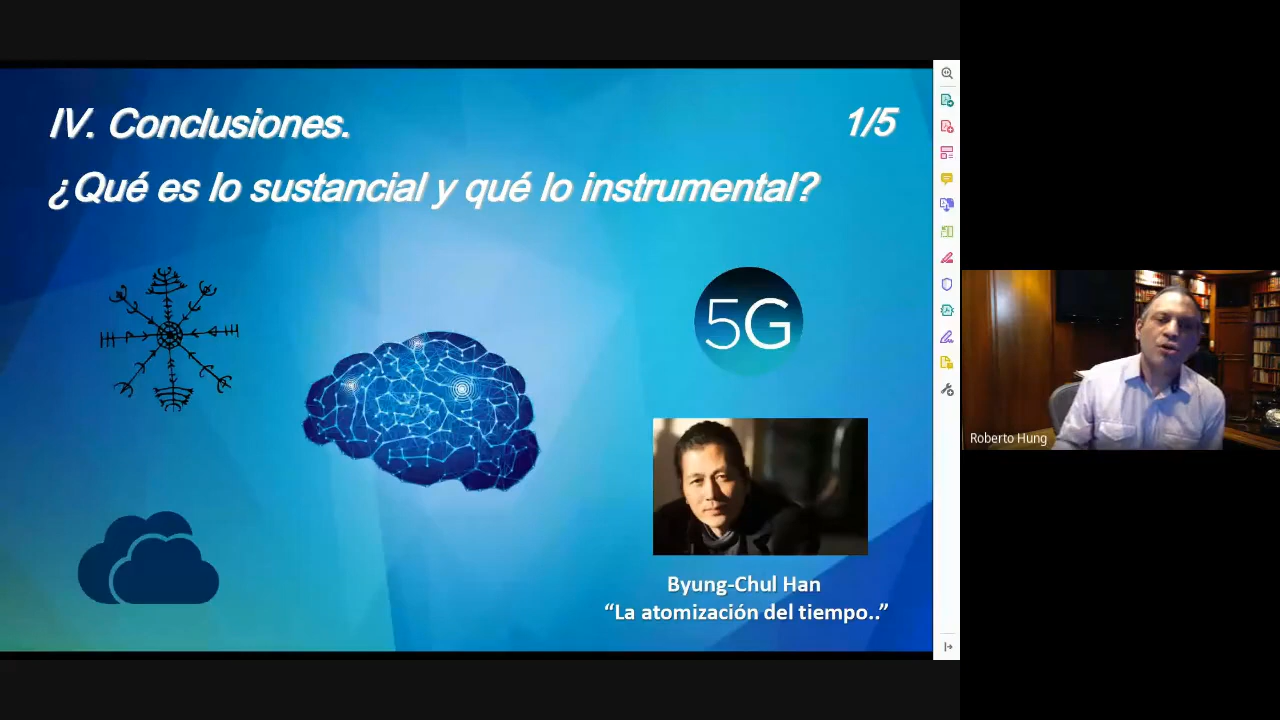 IV. Conclusiones.
1/5
¿Qué es lo sustancial y qué lo instrumental?
5G
Byung-Chul Han
“La atomización del tiempo..”
Roberto Hung